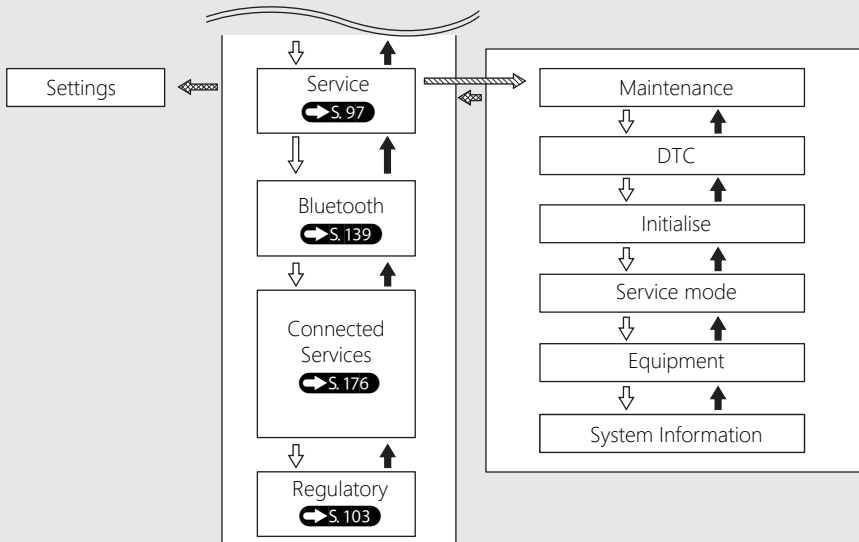 Settings
Service
S. 97
Bluetooth
S. 139
Connected
Services
S. 176
Regulatory
S. 103
Maintenance
DTC
Initialise
Service mode
Equipment
System Information